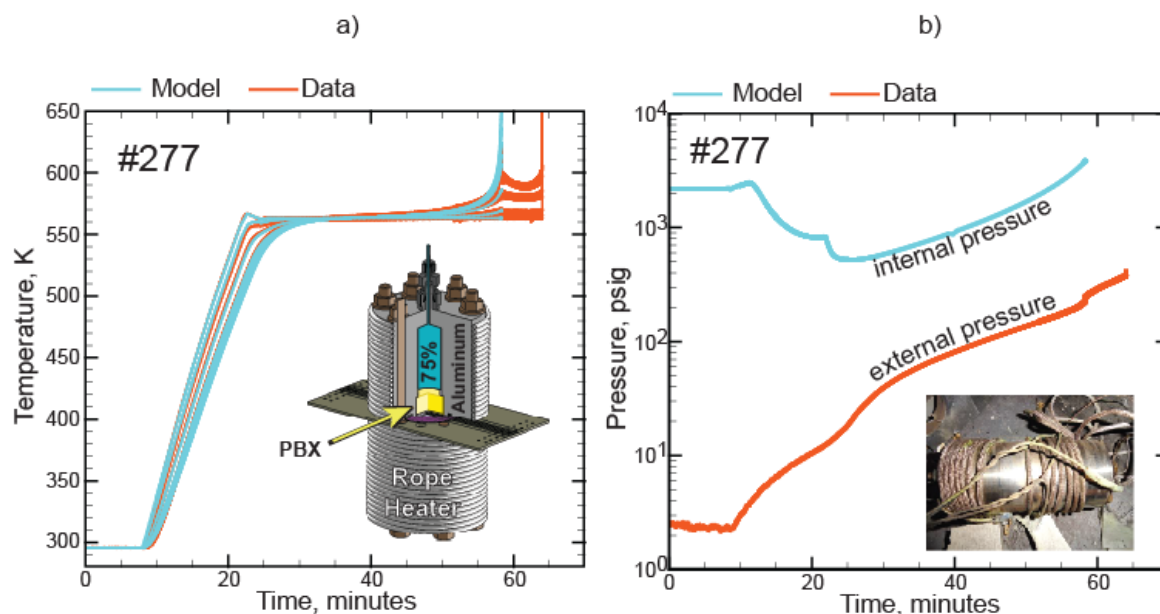 a)
b)
Model Data
Model Data
#277
#277
Temperature, K
650
600
550
500
450
400
350
300
0 20 40 60
Time, minutes
75%
Aluminum
PBX
Rope
Heater
Pressure, psig
10⁴
10³
10²
10¹
10⁰
internal pressure
external pressure
0 20 40 60
Time, minutes